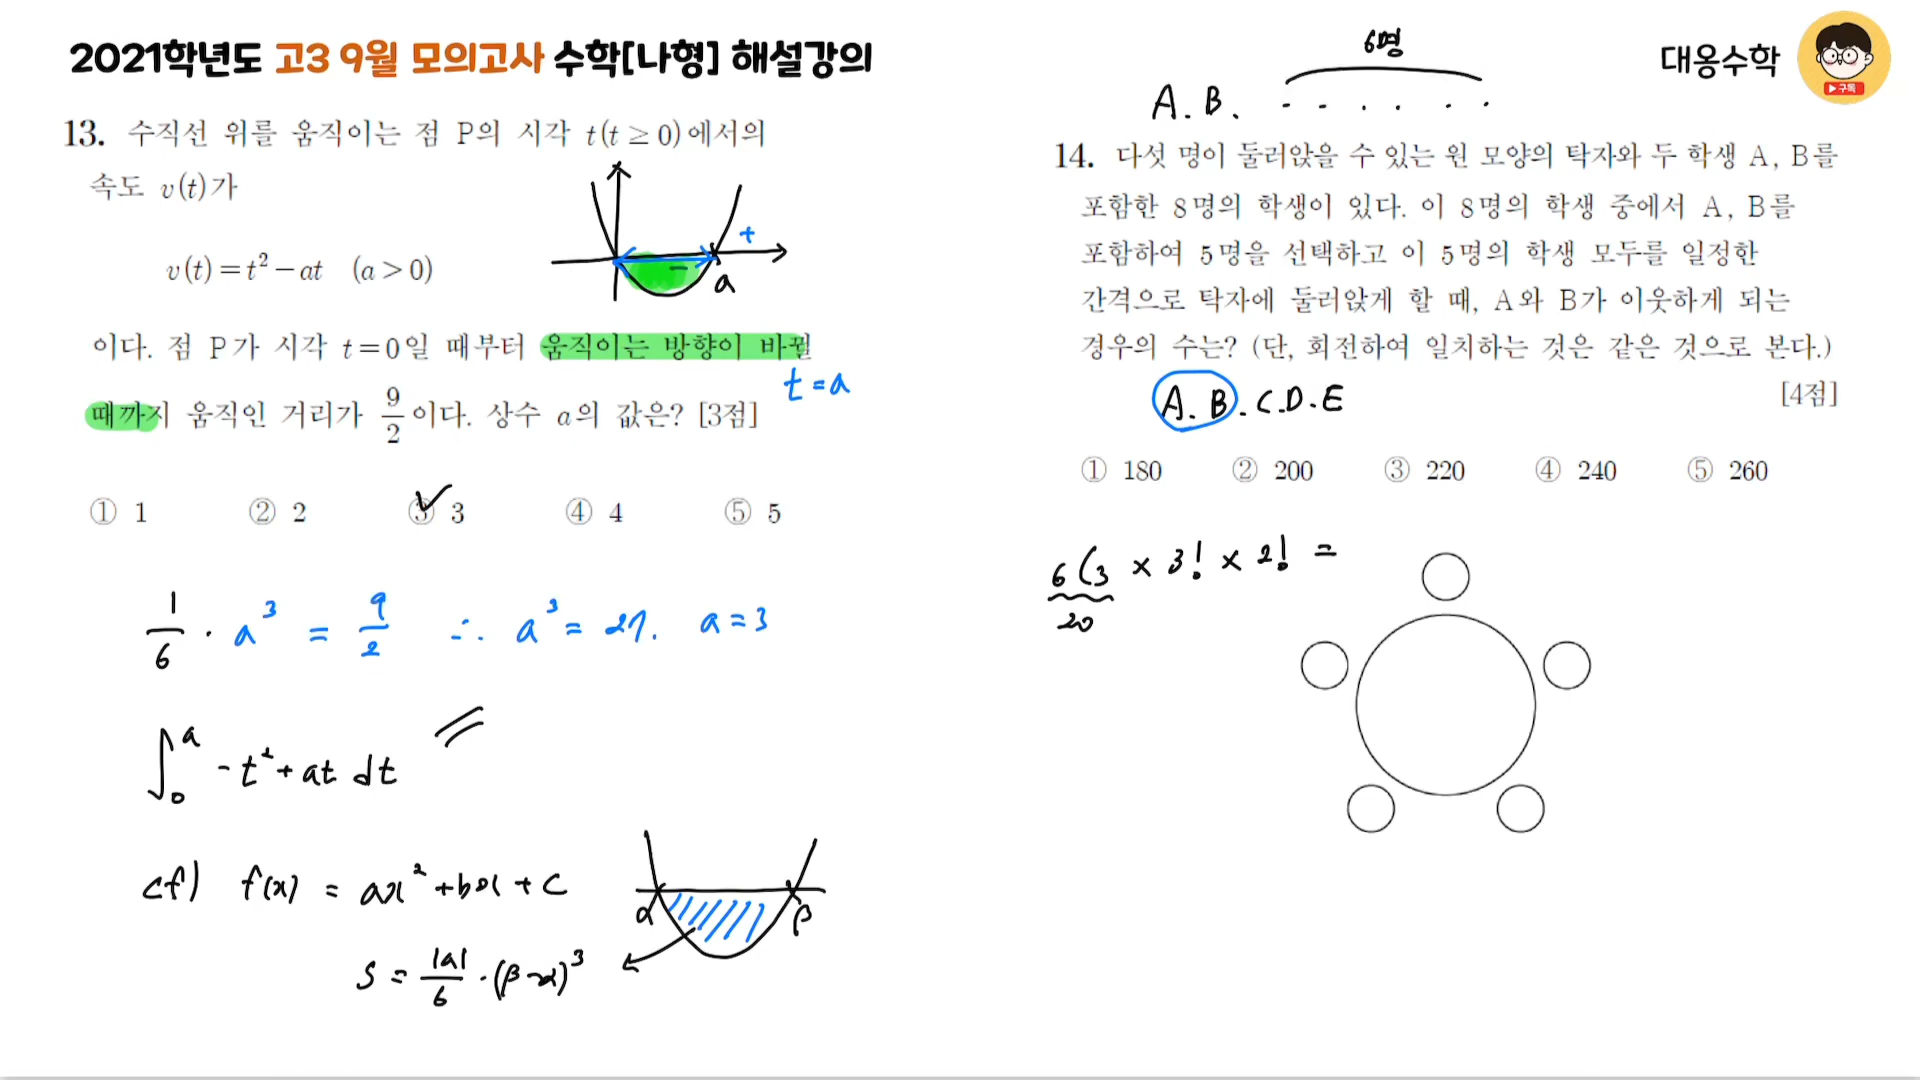 2021학년도 고3 9월 모의고사 수학[나형] 해설강의
대웅수학
구독
13. 수직선 위를 움직이는 점 P의 시각 t(t ≥ 0)에서의
속도 v(t)가
v(t) = t² − at (a > 0)
+
−
a
이다. 점 P가 시각 t = 0일 때부터 움직이는 방향이 바뀔
t = a
때까지 움직인 거리가 9/2이다. 상수 a의 값은? [3점]
① 1 ② 2 ③ 3 ④ 4 ⑤ 5
1/6 · a³ = 9/2 ∴ a³ = 27. a = 3
∫₀ᵃ −t² + at dt
cf) f(x) = ax² + bx + c
α β
S = |a|/6 · (β−α)³
6명
A. B. . . . . . .
14. 다섯 명이 둘러앉을 수 있는 원 모양의 탁자와 두 학생 A, B를
포함한 8명의 학생이 있다. 이 8명의 학생 중에서 A, B를
포함하여 5명을 선택하고 이 5명의 학생 모두를 일정한
간격으로 탁자에 둘러앉게 할 때, A와 B가 이웃하게 되는
경우의 수는? (단, 회전하여 일치하는 것은 같은 것으로 본다.)
[4점]
A. B. C. D. E
① 180 ② 200 ③ 220 ④ 240 ⑤ 260
₆C₃ × 3! × 2! =
20